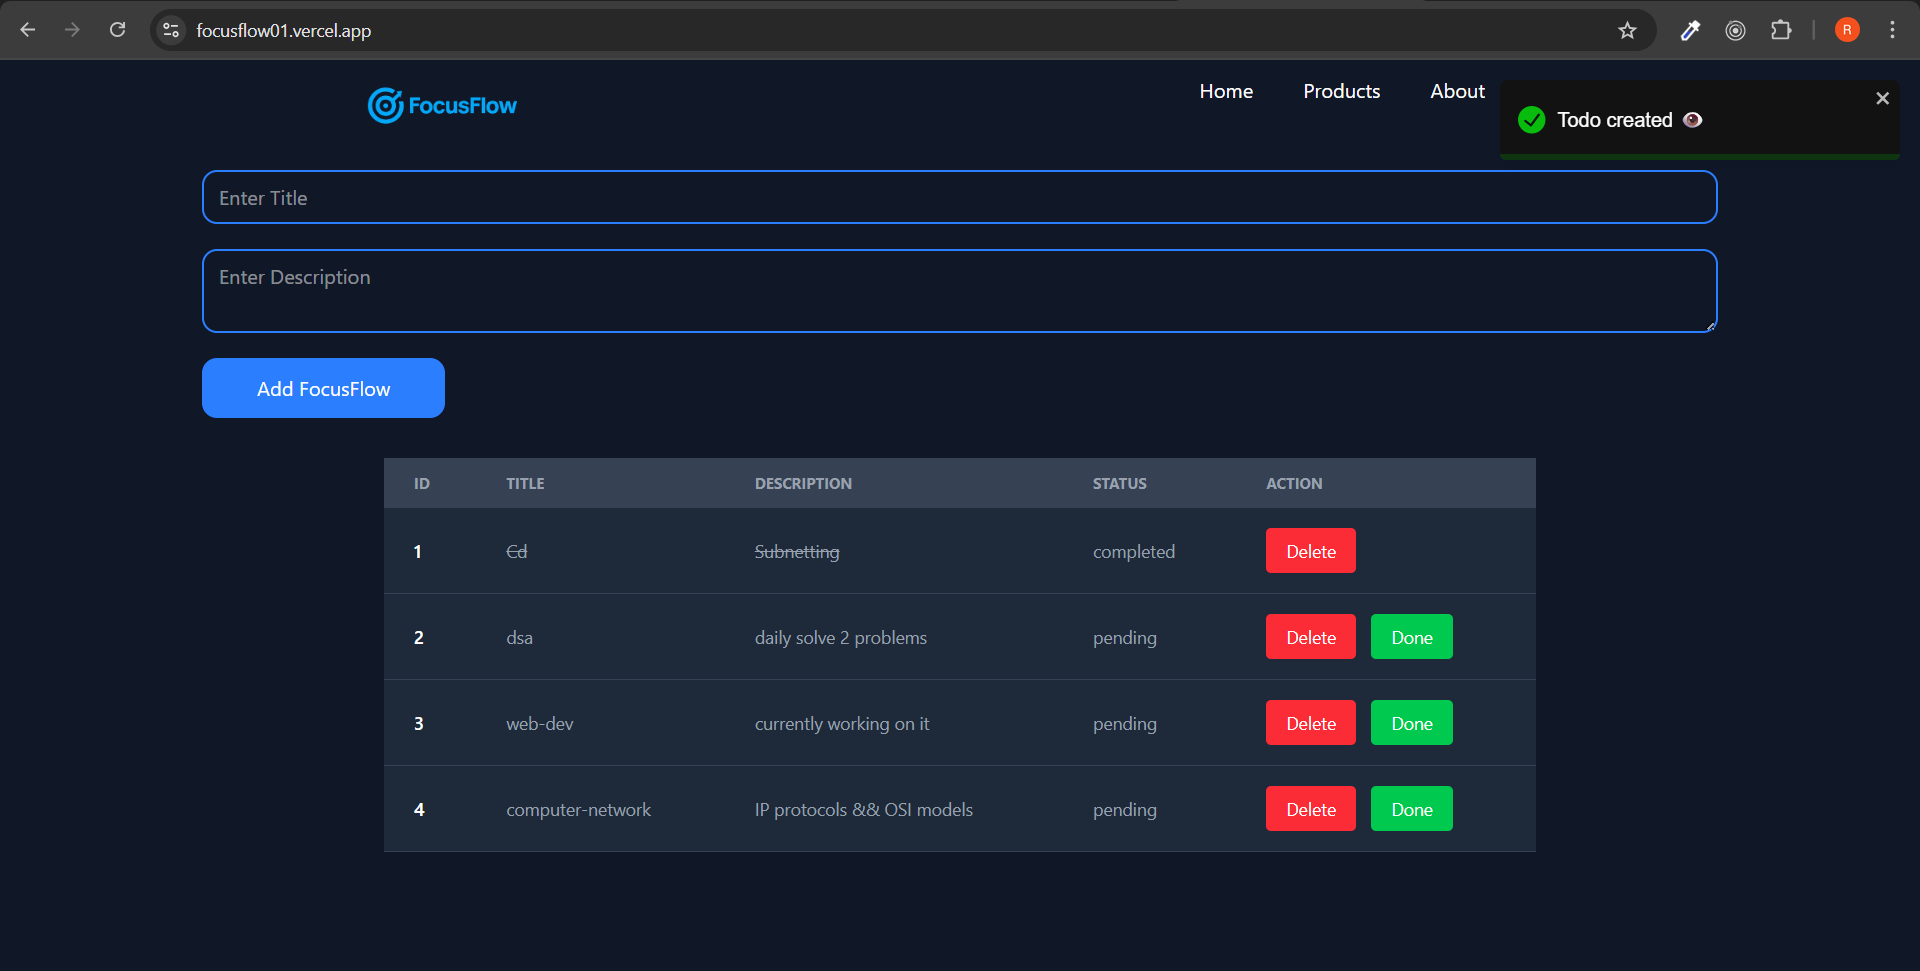 focusflow01.vercel.app
R
FocusFlow
Home Products About
Todo created
Enter Title
Enter Description
Add FocusFlow
ID TITLE DESCRIPTION STATUS ACTION
1 Cd Subnetting completed Delete
2 dsa daily solve 2 problems pending Delete Done
3 web-dev currently working on it pending Delete Done
4 computer-network IP protocols && OSI models pending Delete Done